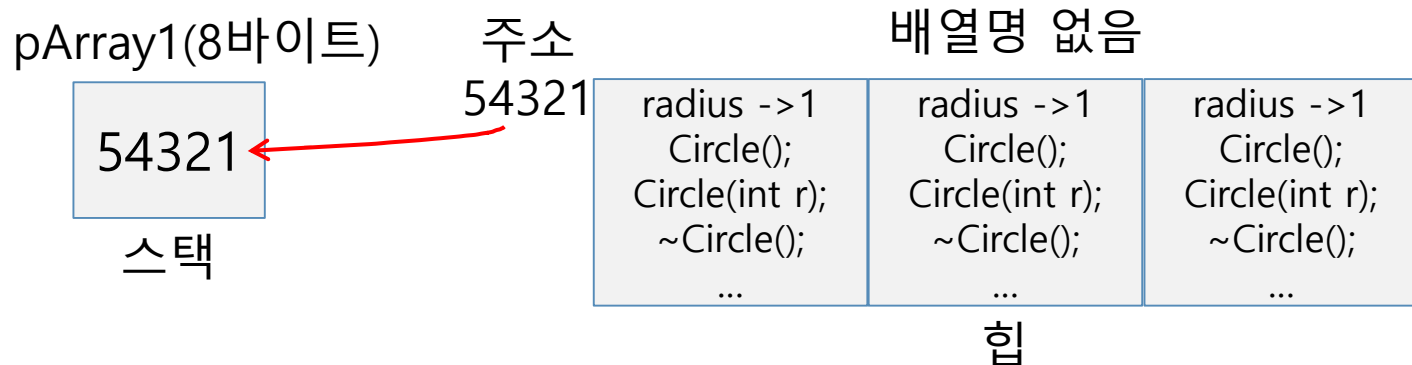 pArray1(8바이트)
54321
스택
주소
54321
배열명 없음
radius ->1
Circle();
Circle(int r);
~Circle();
...
radius ->1
Circle();
Circle(int r);
~Circle();
...
radius ->1
Circle();
Circle(int r);
~Circle();
...
힙